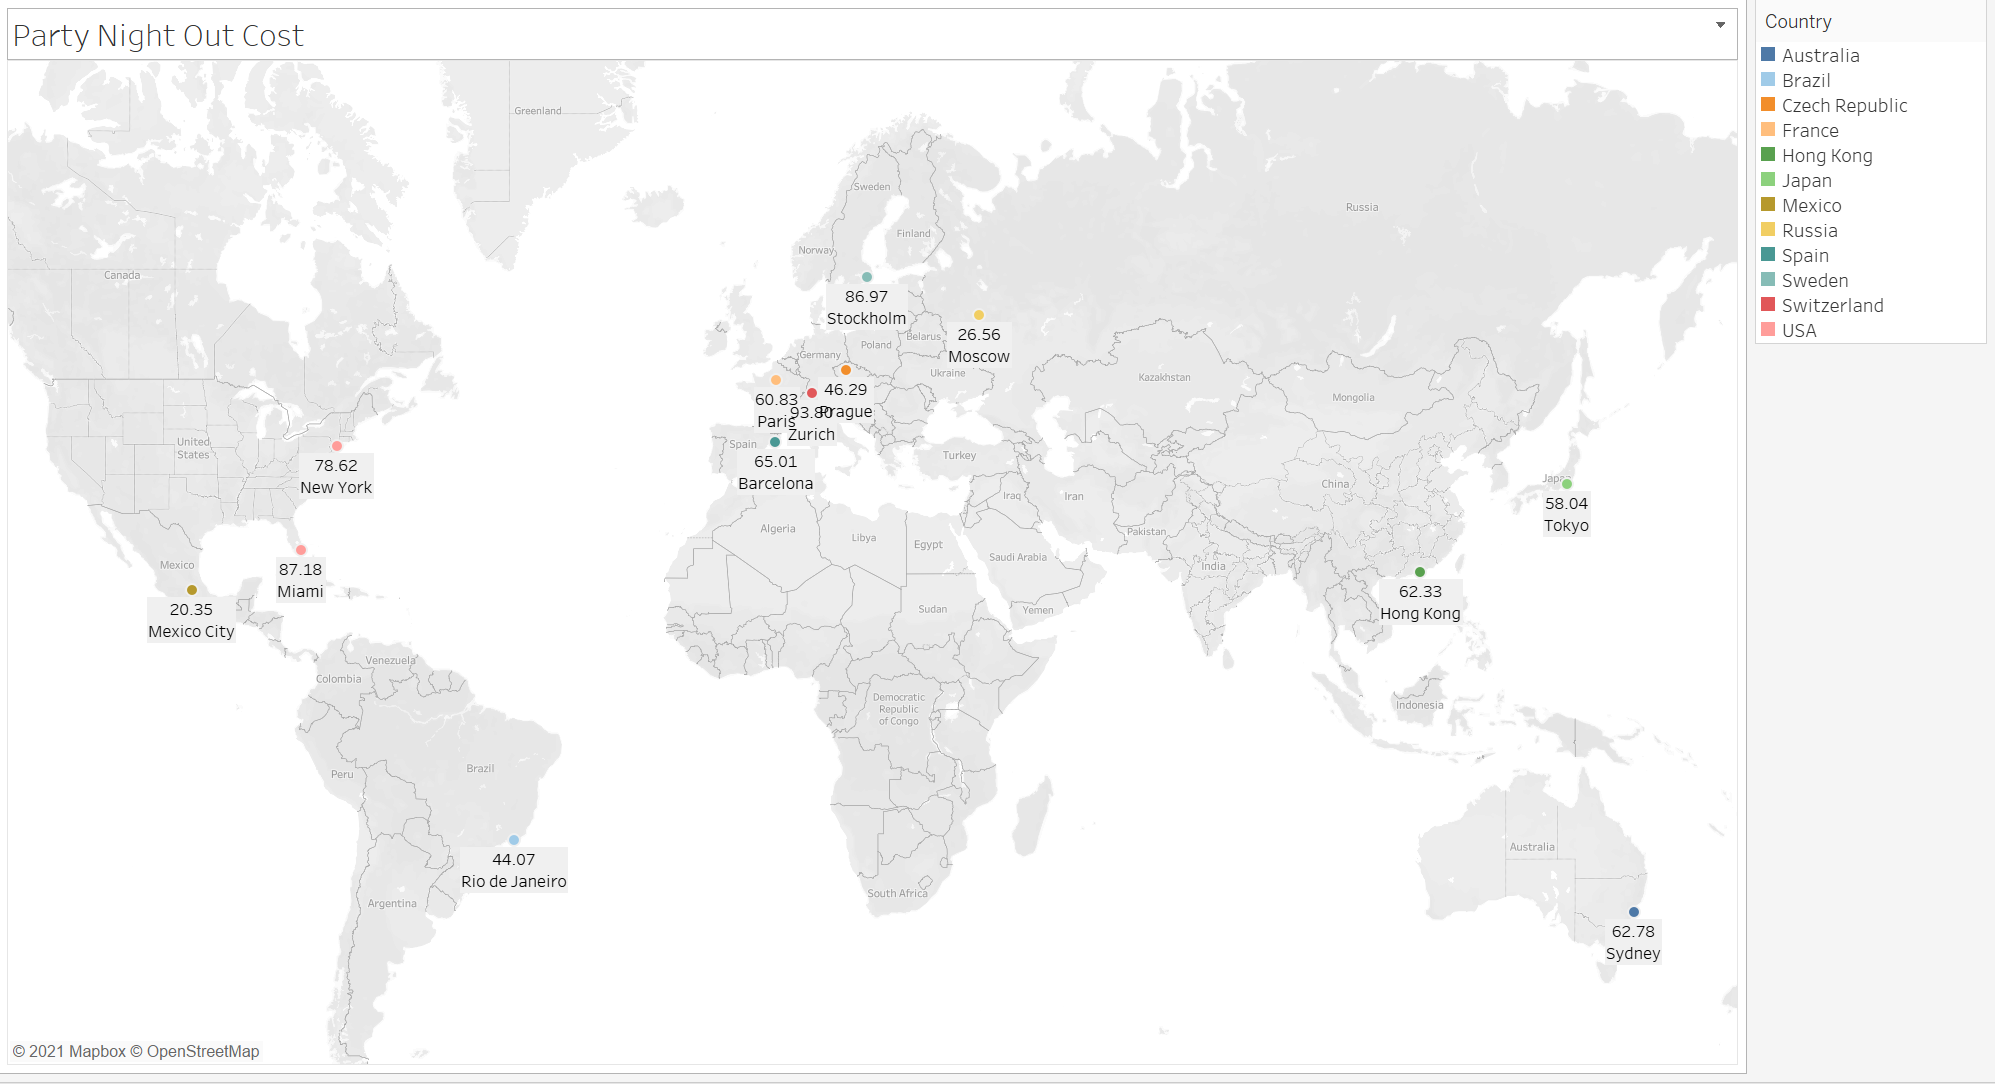 Party Night Out Cost
Country
Australia
Brazil
Czech Republic
France
Hong Kong
Japan
Mexico
Russia
Spain
Sweden
Switzerland
USA
Greenland
Sweden
Russia
Finland
Norway
Canada
86.97
Stockholm
26.56
Moscow
Belarus
Poland
Germany
Ukraine
Kazakhstan
Mongolia
46.29
Prague
60.83
Paris
93.80
Zurich
Spain
65.01
Barcelona
United
States
78.62
New York
Turkey
Iraq
Iran
China
Japan
58.04
Tokyo
Algeria
Libya
Egypt
Pakistan
Saudi Arabia
India
Mexico
87.18
Miami
20.35
Mexico City
62.33
Hong Kong
Sudan
Yemen
Venezuela
Colombia
Democratic
Republic
of Congo
Indonesia
Peru
Brazil
44.07
Rio de Janeiro
Australia
South Africa
Argentina
62.78
Sydney
© 2021 Mapbox © OpenStreetMap